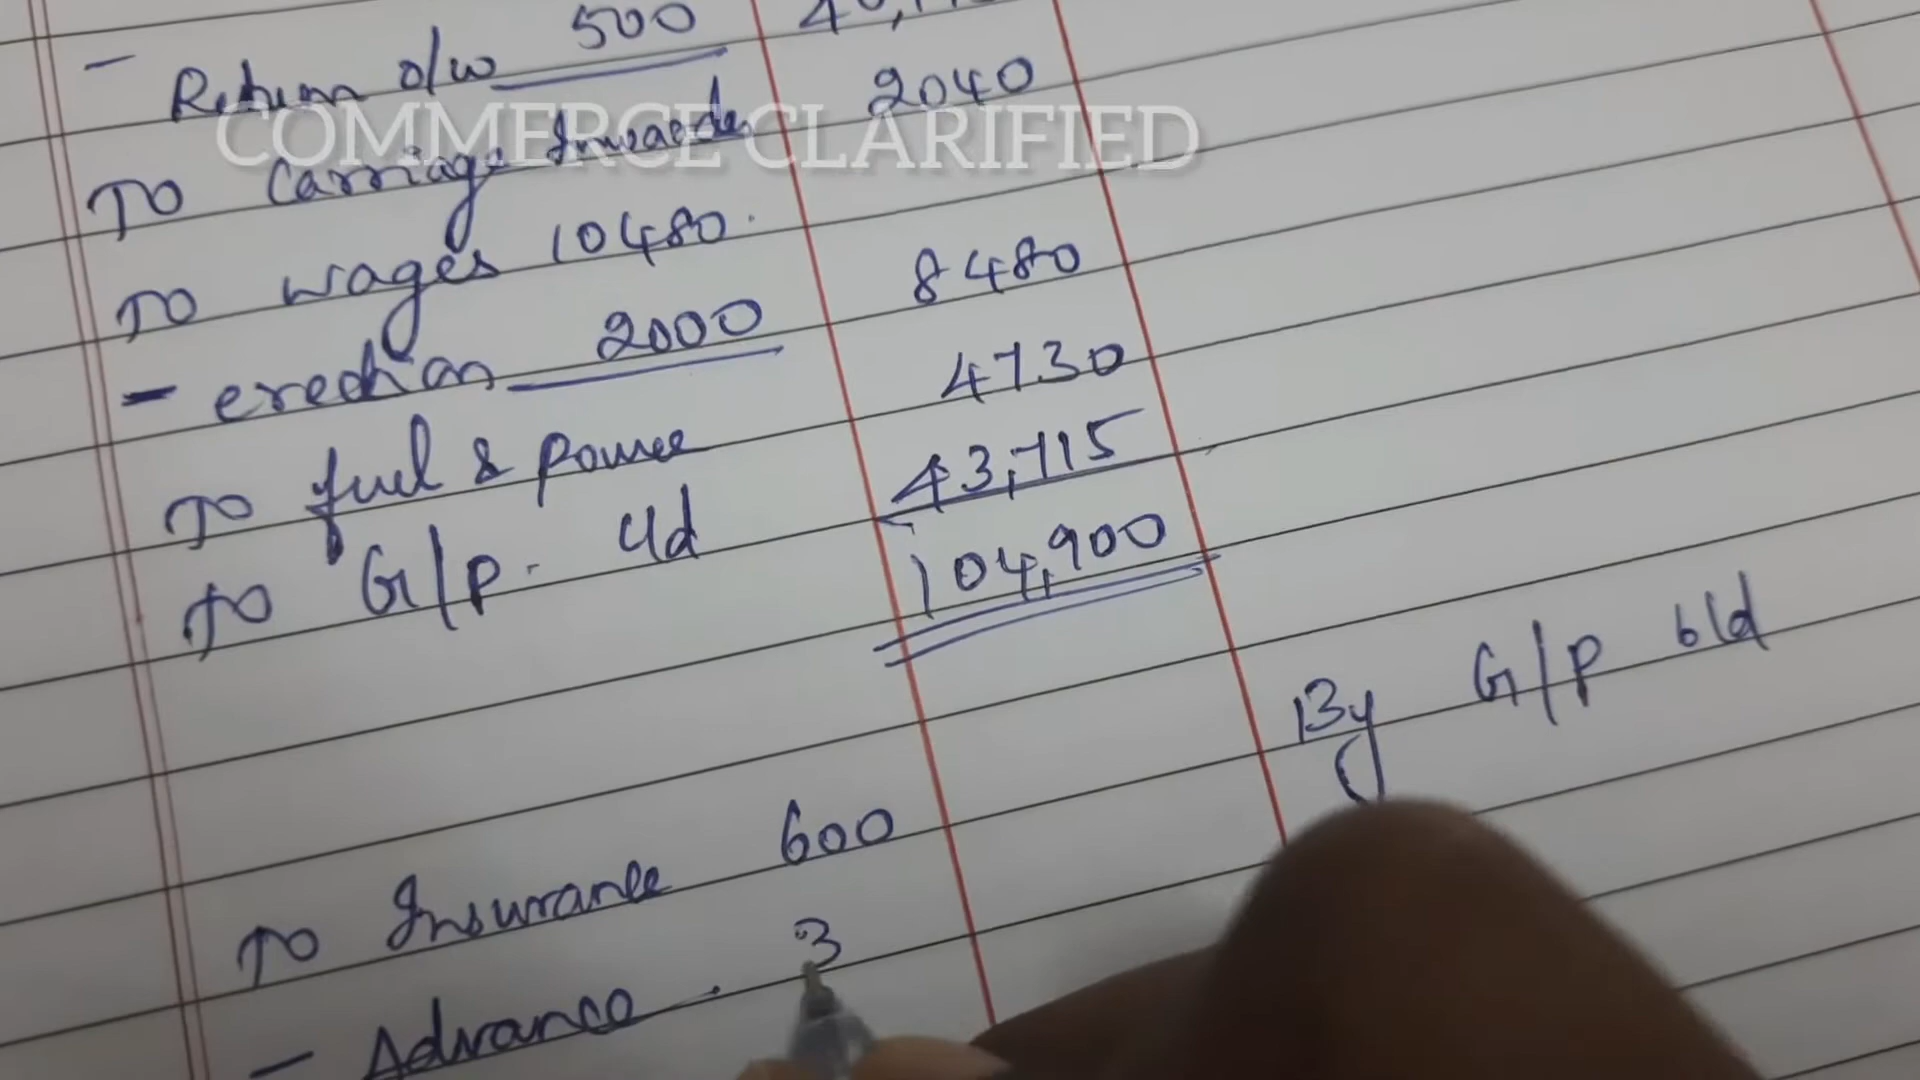 - Return o/w 500
To Carriage Inwards 2040
COMMERCE CLARIFIED
To wages 10480.
- erection 2000 8480
To fuel & power 4730
To G/P. c/d 43,715
104,900
By G/P b/d
To Insurance 600
- Advance . 3